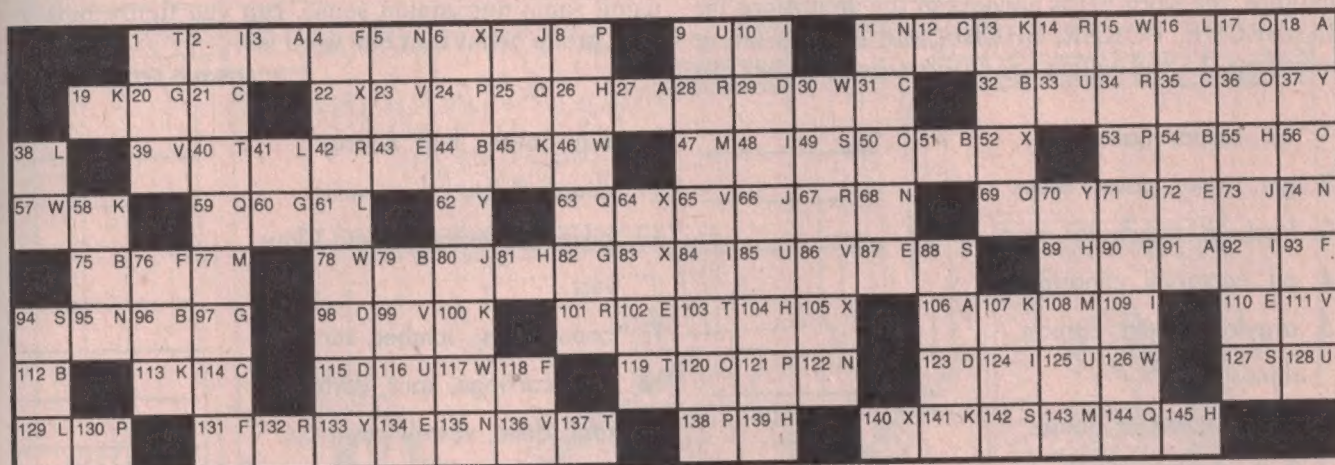 1 T 2 I 3 A 4 F 5 N 6 X 7 J 8 P 9 U 10 I 11 N 12 C 13 K 14 R 15 W 16 L 17 O 18 A
19 K 20 G 21 C 22 X 23 V 24 P 25 Q 26 H 27 A 28 R 29 D 30 W 31 C 32 B 33 U 34 R 35 C 36 O 37 Y
38 L 39 V 40 T 41 L 42 R 43 E 44 B 45 K 46 W 47 M 48 I 49 S 50 O 51 B 52 X 53 P 54 B 55 H 56 O
57 W 58 K 59 Q 60 G 61 L 62 Y 63 Q 64 X 65 V 66 J 67 R 68 N 69 O 70 Y 71 U 72 E 73 J 74 N
75 B 76 F 77 M 78 W 79 B 80 J 81 H 82 G 83 X 84 I 85 U 86 V 87 E 88 S 89 H 90 P 91 A 92 I 93 F
94 S 95 N 96 B 97 G 98 D 99 V 100 K 101 R 102 E 103 T 104 H 105 X 106 A 107 K 108 M 109 I 110 E 111 V
112 B 113 K 114 C 115 D 116 U 117 W 118 F 119 T 120 O 121 P 122 N 123 D 124 I 125 U 126 W 127 S 128 U
129 L 130 P 131 F 132 R 133 Y 134 E 135 N 136 V 137 T 138 P 139 H 140 X 141 K 142 S 143 M 144 Q 145 H